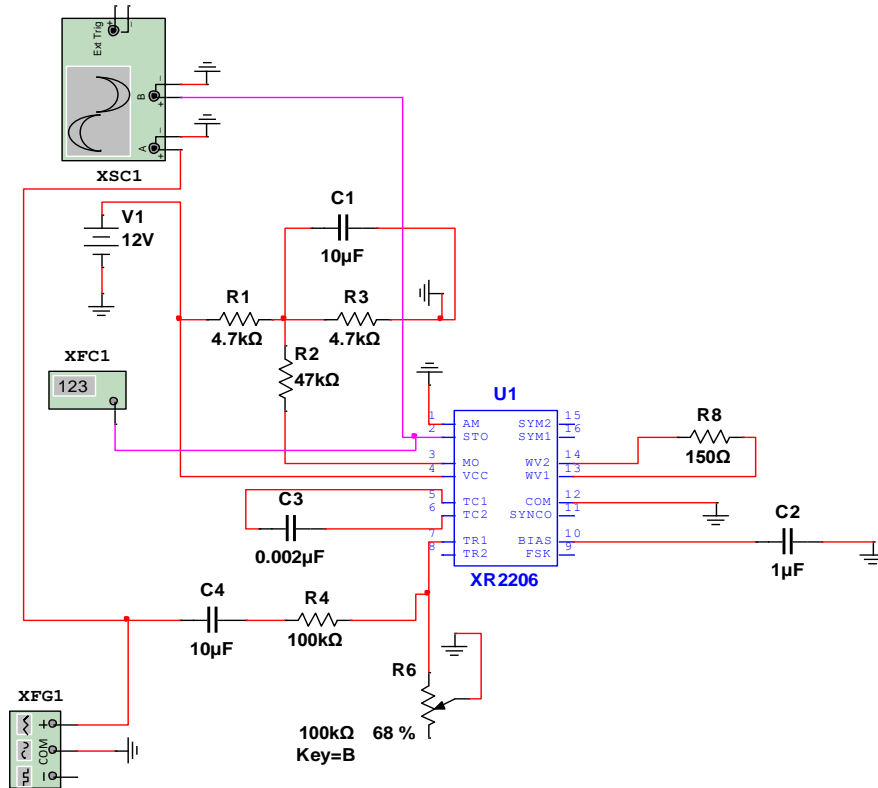 Ext Trig
+
−
B
−
+
A
−
+
XSC1
V1
12V
C1
10µF
R1
4.7kΩ
R3
4.7kΩ
R2
47kΩ
XFC1
123
U1
1 AM SYM2 15
2 STO SYM1 16
3 MO WV2 14
4 VCC WV1 13
5 TC1 COM 12
6 TC2 SYNCO 11
7 TR1 BIAS 10
8 TR2 FSK 9
XR2206
R8
150Ω
C3
0.002µF
C2
1µF
C4
10µF
R4
100kΩ
R6
100kΩ 68 %
Key=B
XFG1
+
COM
−